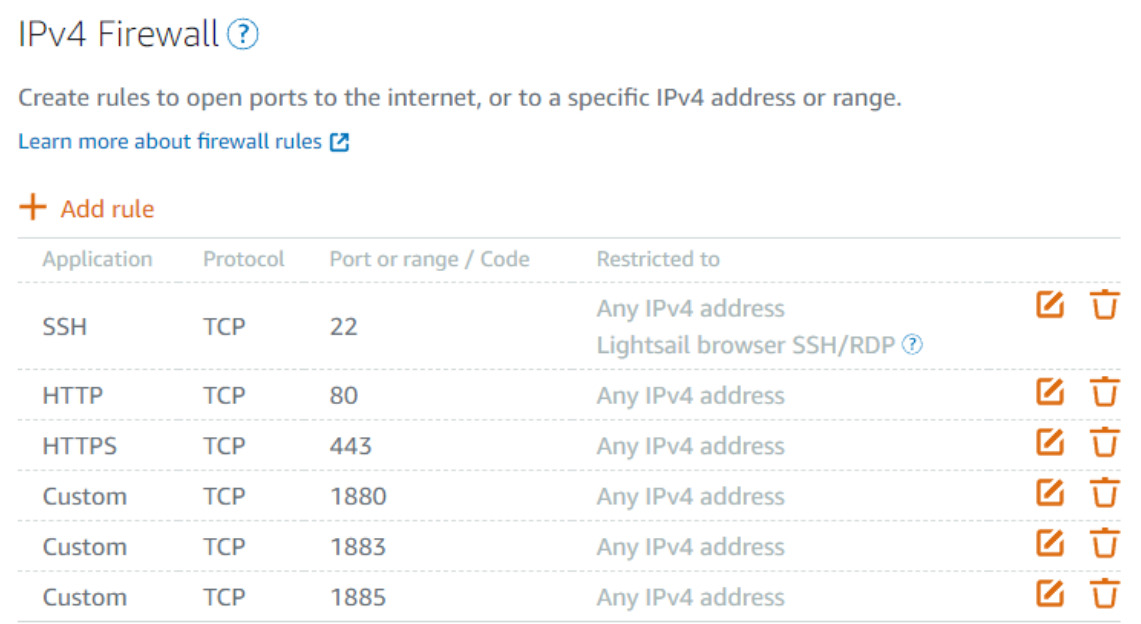 IPv4 Firewall ?
Create rules to open ports to the internet, or to a specific IPv4 address or range.
Learn more about firewall rules
+ Add rule
Application Protocol Port or range / Code Restricted to
SSH TCP 22 Any IPv4 address
Lightsail browser SSH/RDP ?
HTTP TCP 80 Any IPv4 address
HTTPS TCP 443 Any IPv4 address
Custom TCP 1880 Any IPv4 address
Custom TCP 1883 Any IPv4 address
Custom TCP 1885 Any IPv4 address